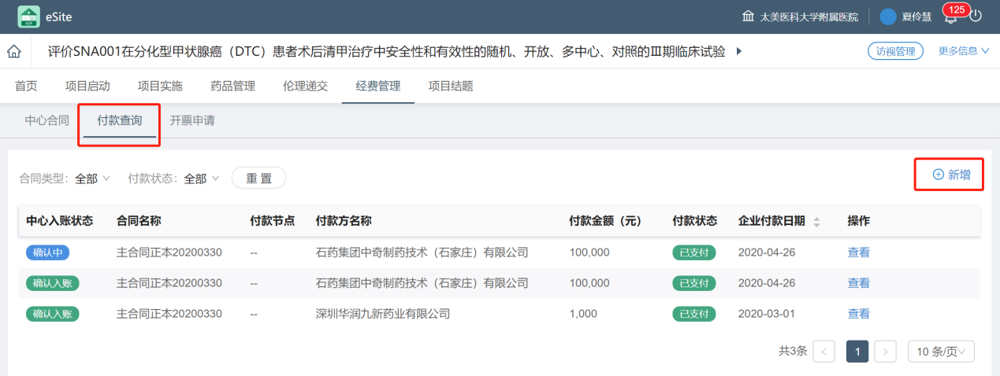 eSite 太美医科大学附属医院 夏伶慧 125
评价SNA001在分化型甲状腺癌（DTC）患者术后清甲治疗中安全性和有效性的随机、开放、多中心、对照的Ⅲ期临床试验 访视管理 更多信息
首页 项目启动 项目实施 药品管理 伦理递交 经费管理 项目结题
中心合同 付款查询 开票申请
合同类型: 全部 付款状态: 全部 重 置 新增
中心入账状态 合同名称 付款节点 付款方名称 付款金额（元） 付款状态 企业付款日期 操作
确认中 主合同正本20200330 -- 石药集团中奇制药技术（石家庄）有限公司 100,000 已支付 2020-04-26 查看
确认入账 主合同正本20200330 -- 石药集团中奇制药技术（石家庄）有限公司 100,000 已支付 2020-04-26 查看
确认入账 主合同正本20200330 -- 深圳华润九新药业有限公司 1,000 已支付 2020-03-01 查看
共3条 < 1 > 10 条/页